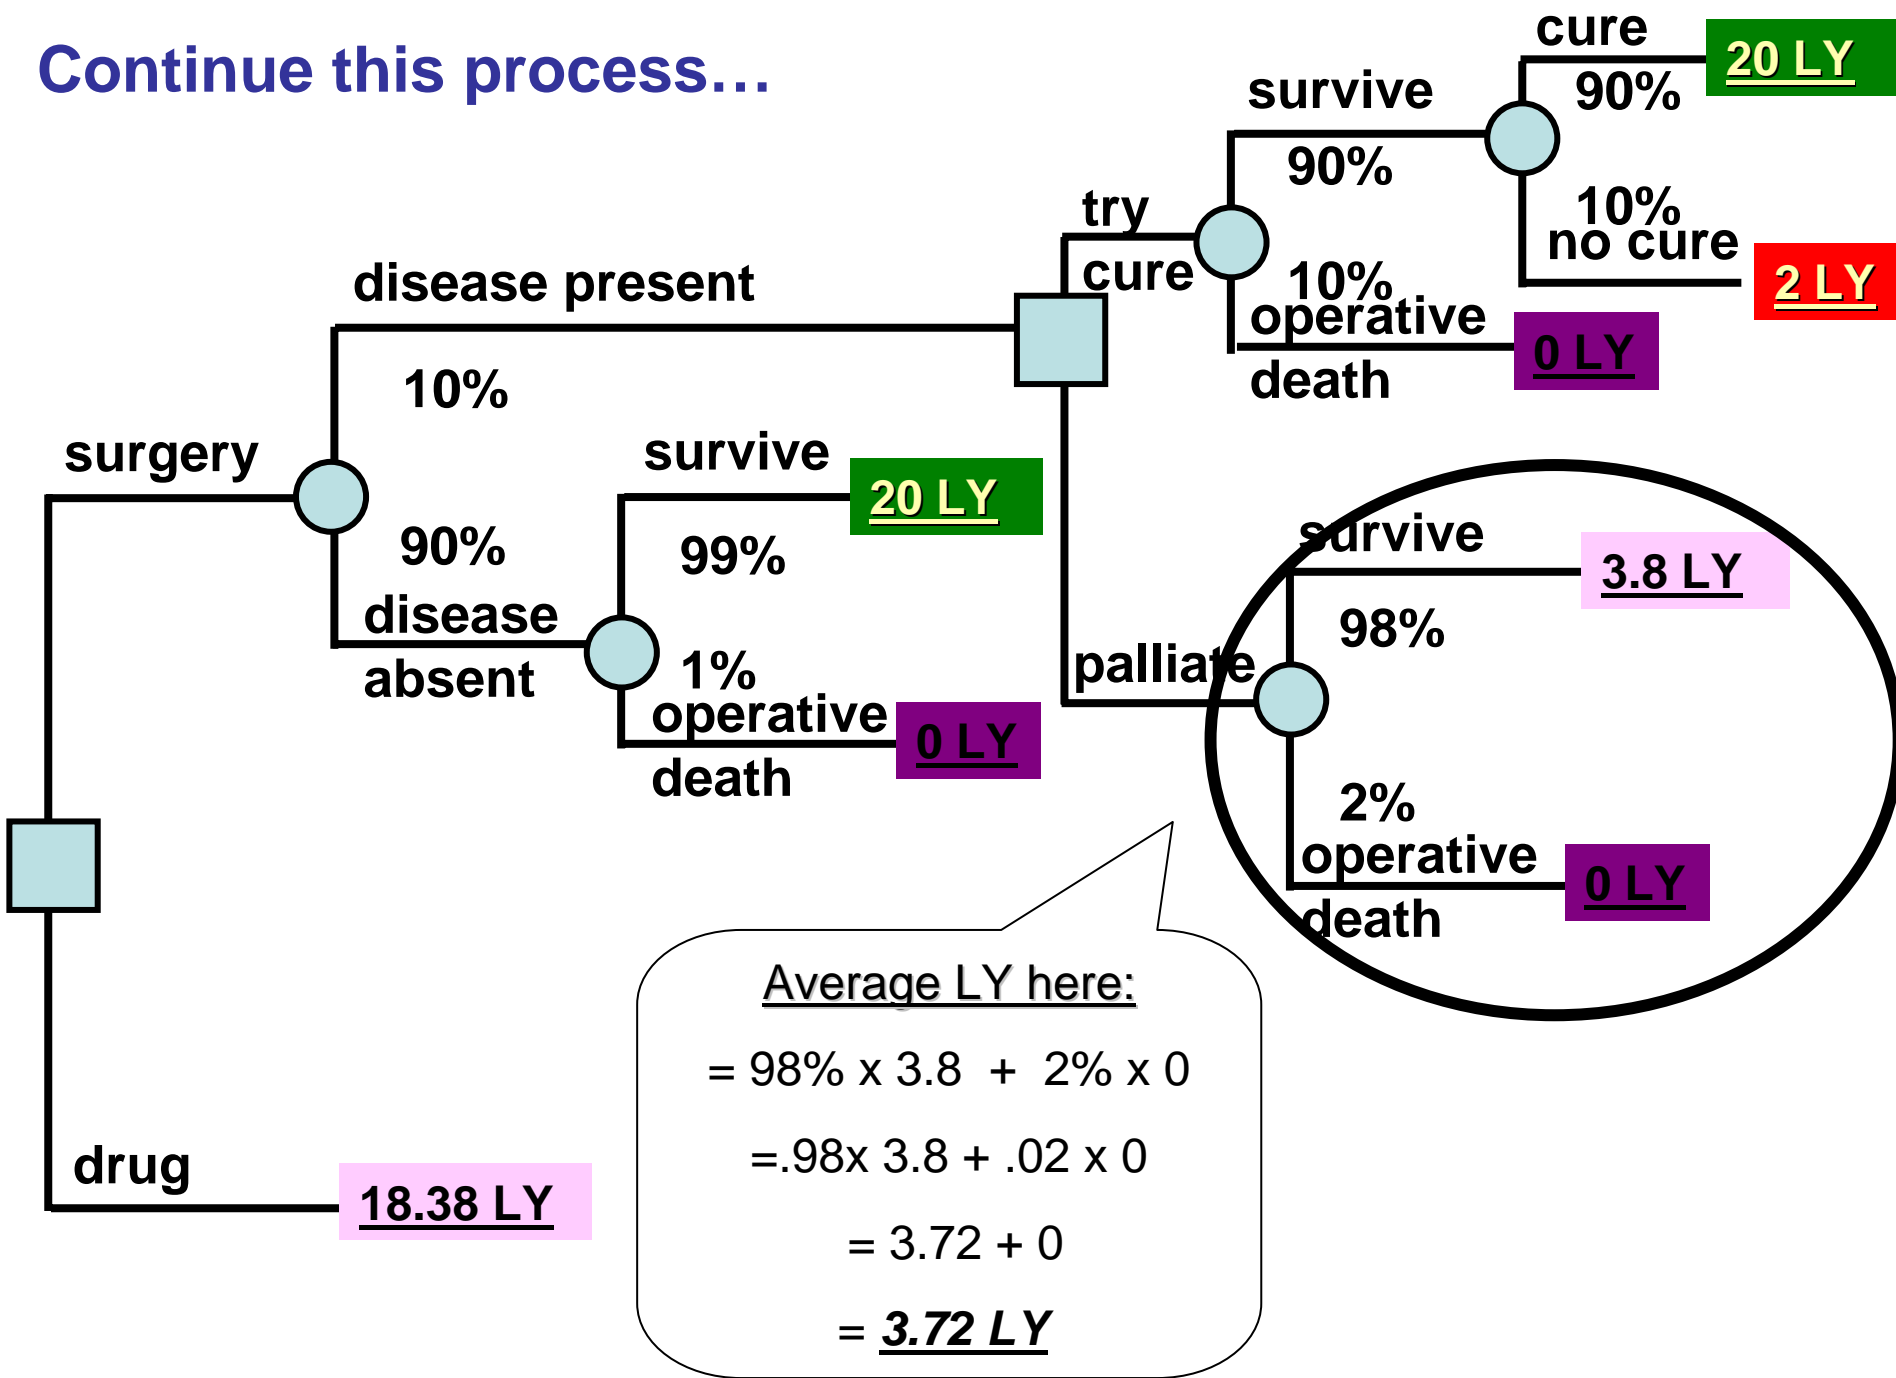 Continue this process…
cure
20 LY
90%
survive
90%
10%
no cure
2 LY
try
cure
10%
operative
death
0 LY
disease present
10%
surgery
survive
20 LY
90%
99%
disease
absent
1%
operative
death
0 LY
survive
3.8 LY
98%
palliate
2%
operative
death
0 LY
drug
18.38 LY
Average LY here:
= 98% x 3.8 + 2% x 0
=.98x 3.8 + .02 x 0
= 3.72 + 0
= 3.72 LY